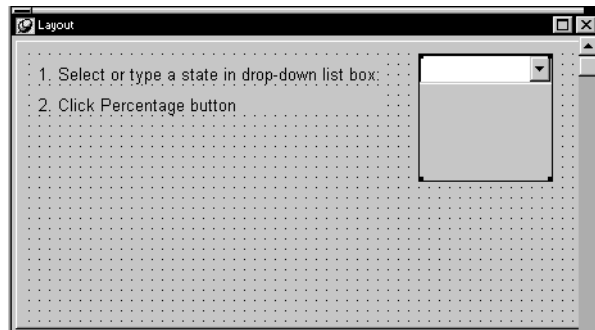 Layout
1. Select or type a state in drop-down list box:
2. Click Percentage button